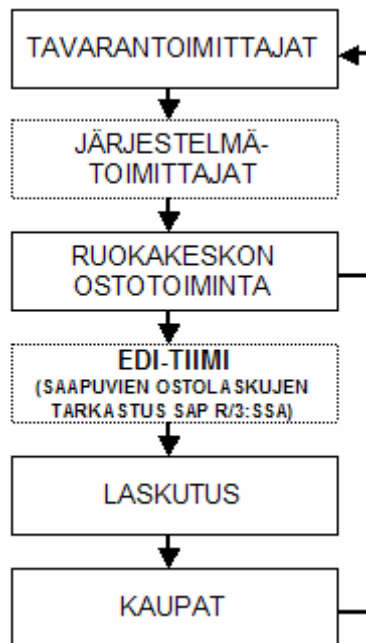 TAVARANTOIMITTAJAT
JÄRJESTELMÄ-
TOIMITTAJAT
RUOKAKESKON
OSTOTOIMINTA
EDI-TIIMI
(SAAPUVIEN OSTOLASKUJEN
TARKASTUS SAP R/3:SSA)
LASKUTUS
KAUPAT